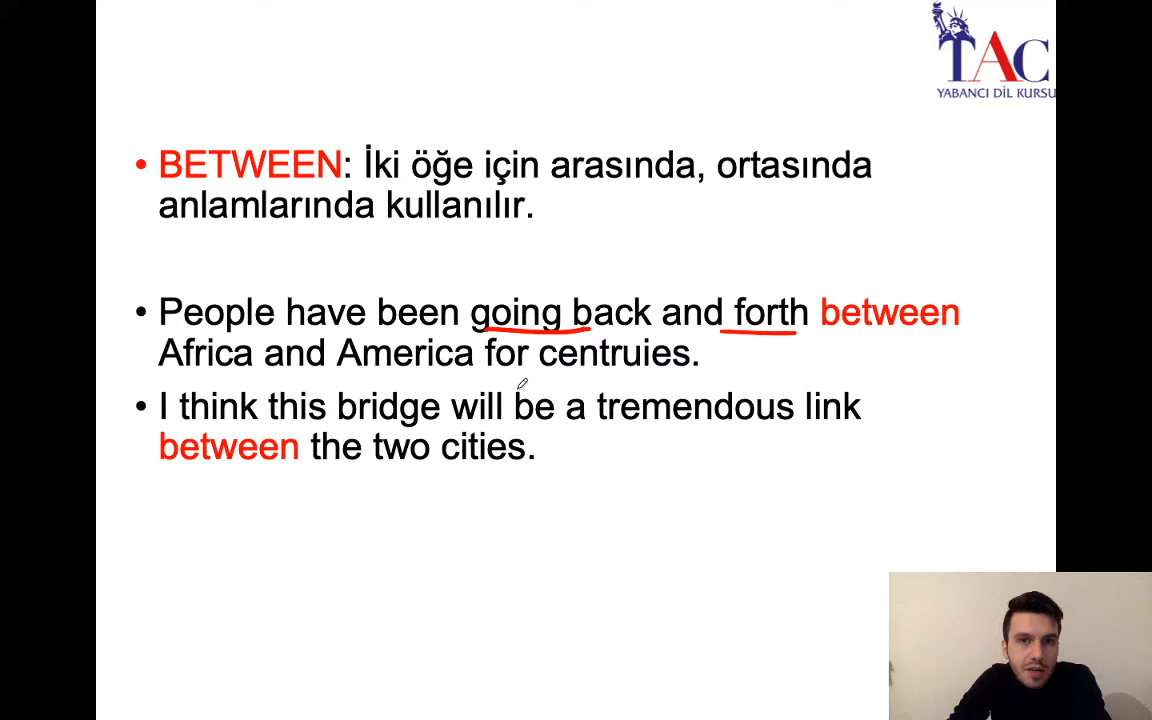 TAC
YABANCI DİL KURSU
• BETWEEN: İki öğe için arasında, ortasında
anlamlarında kullanılır.
• People have been going back and forth between
Africa and America for centruies.
• I think this bridge will be a tremendous link
between the two cities.